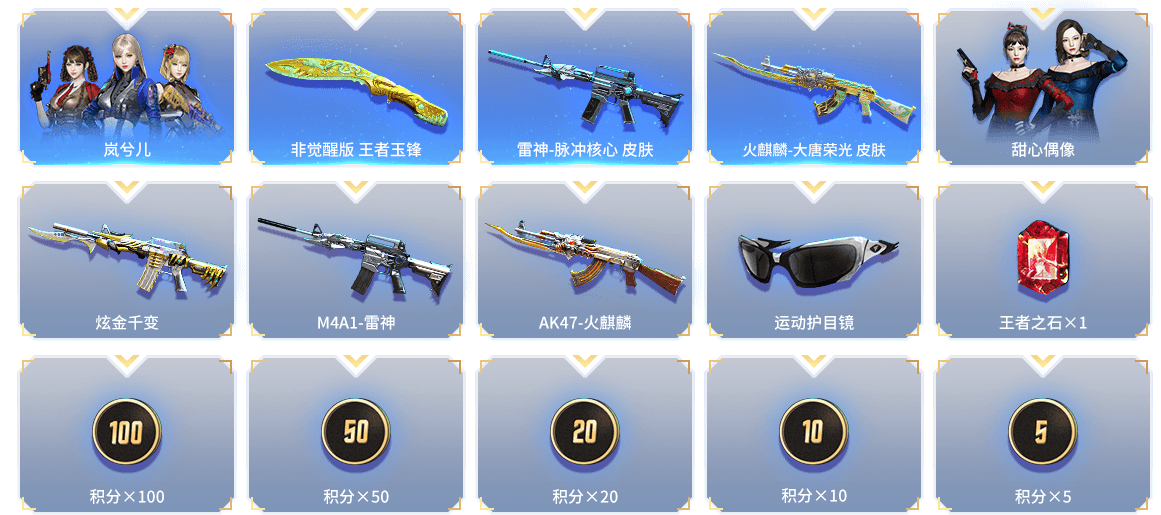 岚兮儿
非觉醒版 王者玉锋
雷神-脉冲核心 皮肤
火麒麟-大唐荣光 皮肤
甜心偶像
炫金千变
M4A1-雷神
AK47-火麒麟
运动护目镜
王者之石×1
100
50
20
10
5
积分×100
积分×50
积分×20
积分×10
积分×5